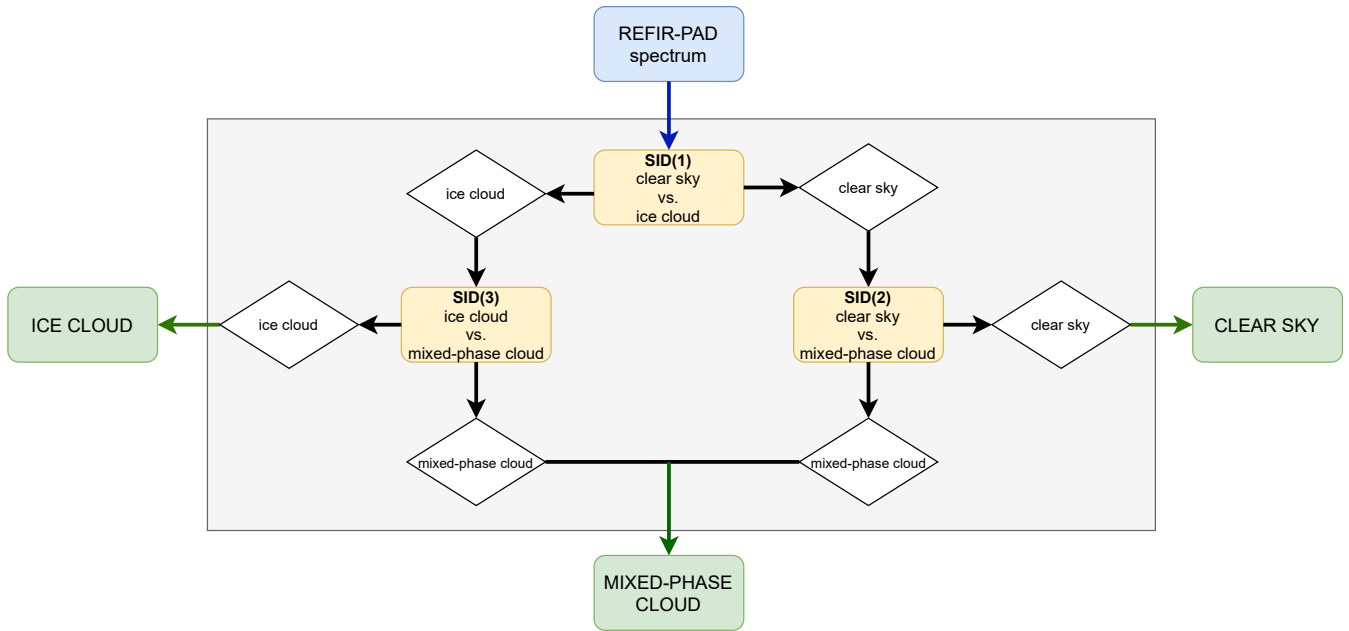 REFIR-PAD
spectrum
SID(1)
clear sky
vs.
ice cloud
ice cloud
clear sky
SID(3)
ice cloud
vs.
mixed-phase cloud
SID(2)
clear sky
vs.
mixed-phase cloud
ICE CLOUD
ice cloud
clear sky
CLEAR SKY
mixed-phase cloud
mixed-phase cloud
MIXED-PHASE
CLOUD